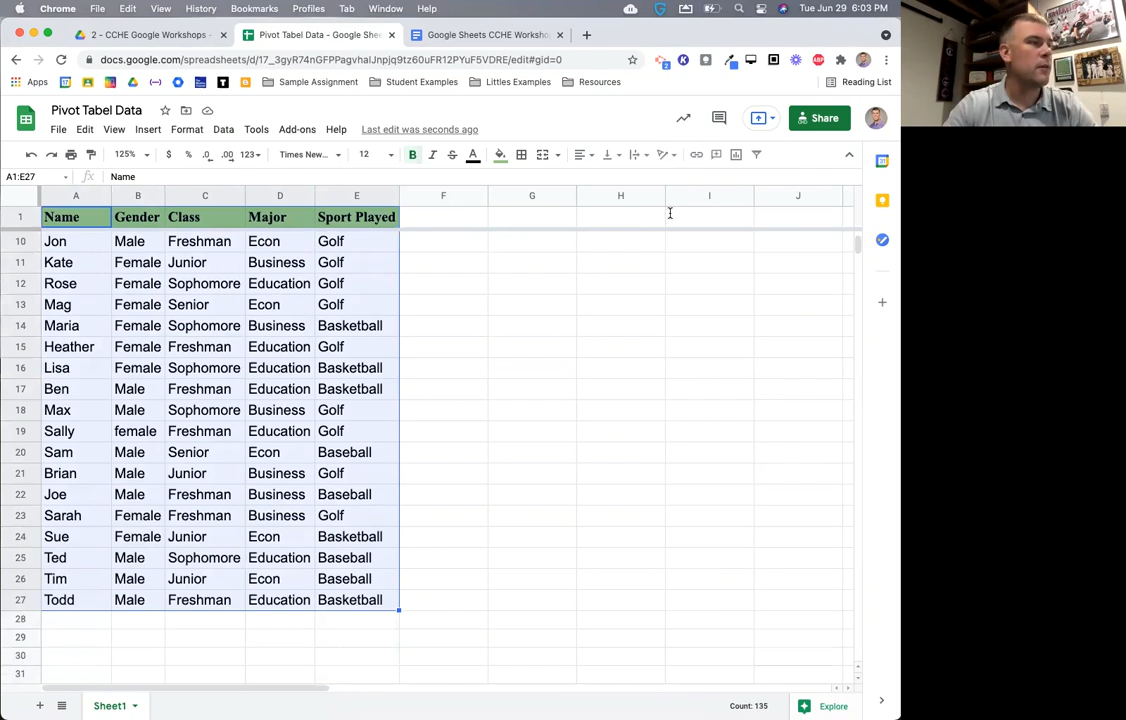 Chrome File Edit View History Bookmarks Profiles Tab Window Help Tue Jun 29 6:03 PM
2 - CCHE Google Workshops - Pivot Tabel Data - Google Shee Google Sheets CCHE Worksho
docs.google.com/spreadsheets/d/17_3gyR74nGFPPagvhaIJnpjq9tz60uFR12PYuF5VDRE/edit#gid=0
Apps Sample Assignment Student Examples Littles Examples Resources Reading List
Pivot Tabel Data
File Edit View Insert Format Data Tools Add-ons Help Last edit was seconds ago
Share
125% $ % .0 .00 123 Times New... 12 B I S A
A1:E27 fx Name
A B C D E F G H I J
1 Name Gender Class Major Sport Played
10 Jon Male Freshman Econ Golf
11 Kate Female Junior Business Golf
12 Rose Female Sophomore Education Golf
13 Mag Female Senior Econ Golf
14 Maria Female Sophomore Business Basketball
15 Heather Female Freshman Education Golf
16 Lisa Female Sophomore Education Basketball
17 Ben Male Freshman Education Basketball
18 Max Male Sophomore Business Golf
19 Sally female Freshman Education Golf
20 Sam Male Senior Econ Baseball
21 Brian Male Junior Business Golf
22 Joe Male Freshman Business Baseball
23 Sarah Female Freshman Business Golf
24 Sue Female Junior Econ Basketball
25 Ted Male Sophomore Education Baseball
26 Tim Male Junior Econ Baseball
27 Todd Male Freshman Education Basketball
28
29
30
31
Sheet1 Count: 135 Explore